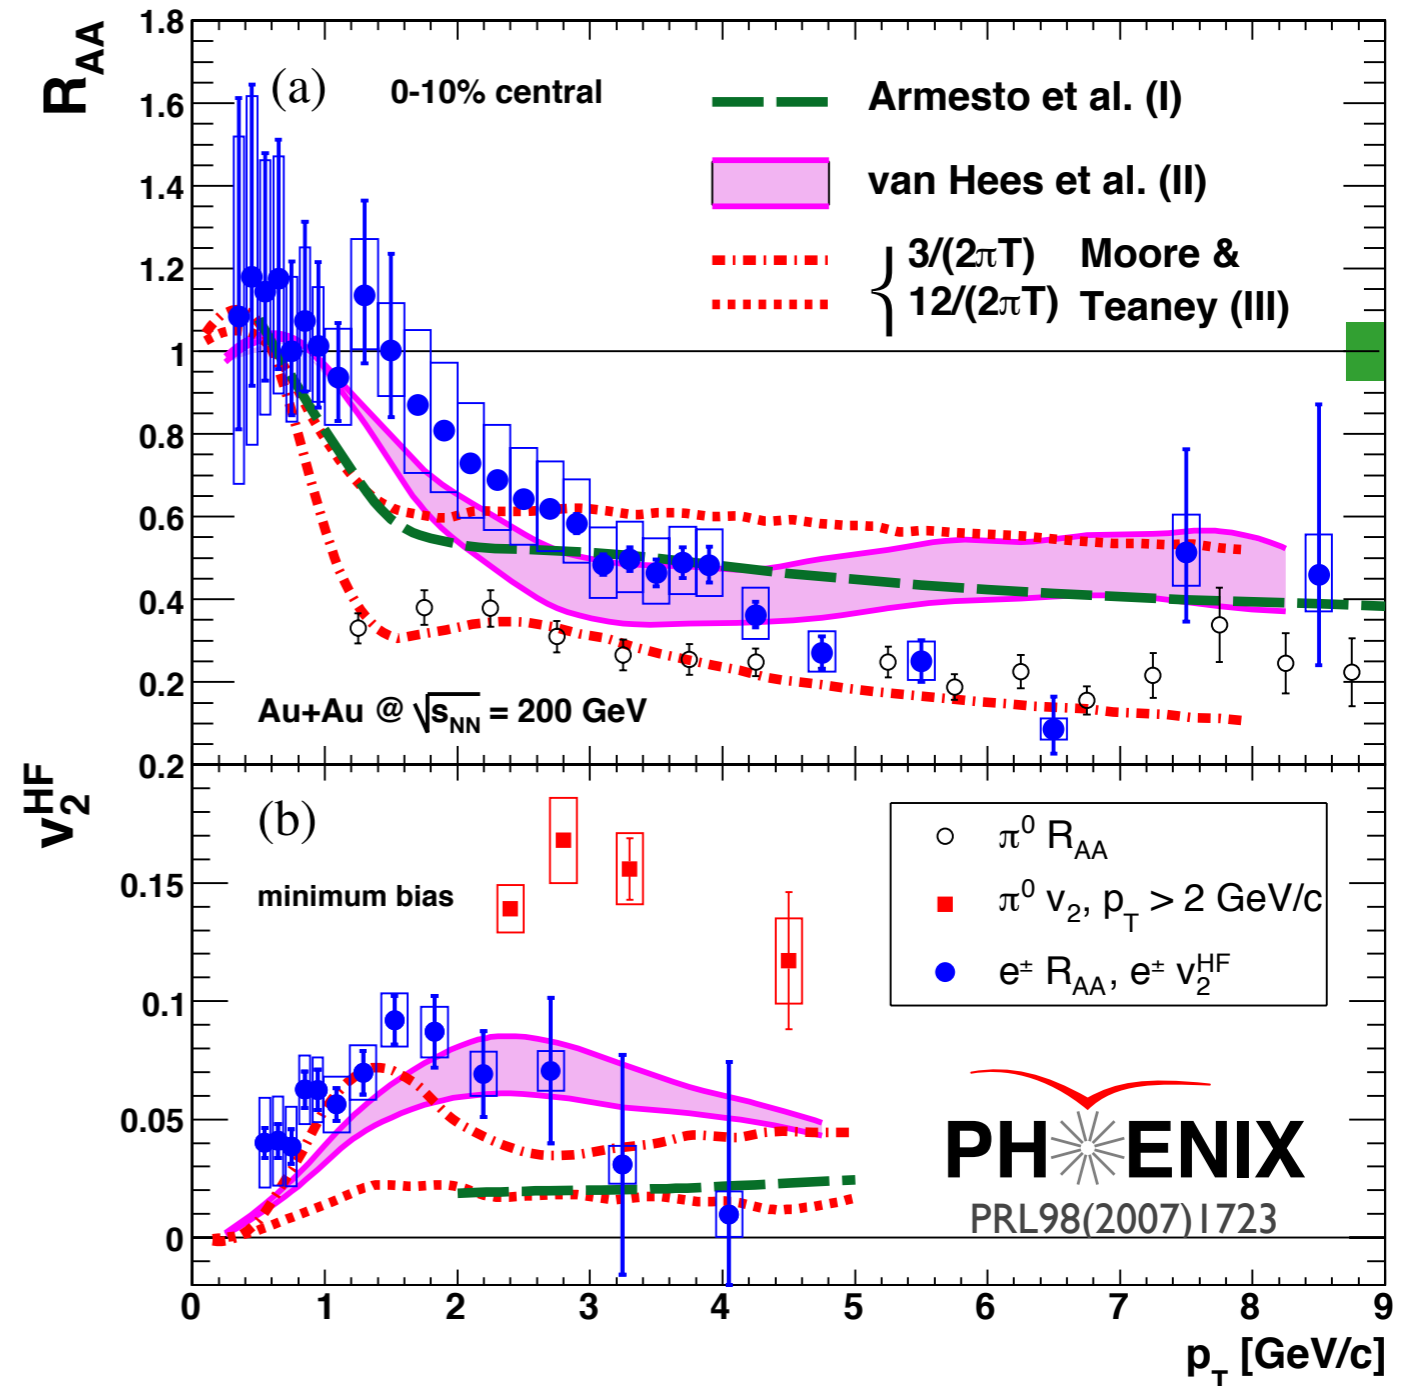 R_AA
1.8
1.6
1.4
1.2
1
0.8
0.6
0.4
0.2
(a)
0-10% central
Armesto et al. (I)
van Hees et al. (II)
3/(2πT) Moore &
12/(2πT) Teaney (III)
Au+Au @ √s_NN = 200 GeV
v_2^HF
0.2
0.15
0.1
0.05
0
(b)
minimum bias
π^0 R_AA
π^0 v_2, p_T > 2 GeV/c
e^± R_AA, e^± v_2^HF
PHENIX
PRL98(2007)1723
0 1 2 3 4 5 6 7 8 9
p_T [GeV/c]